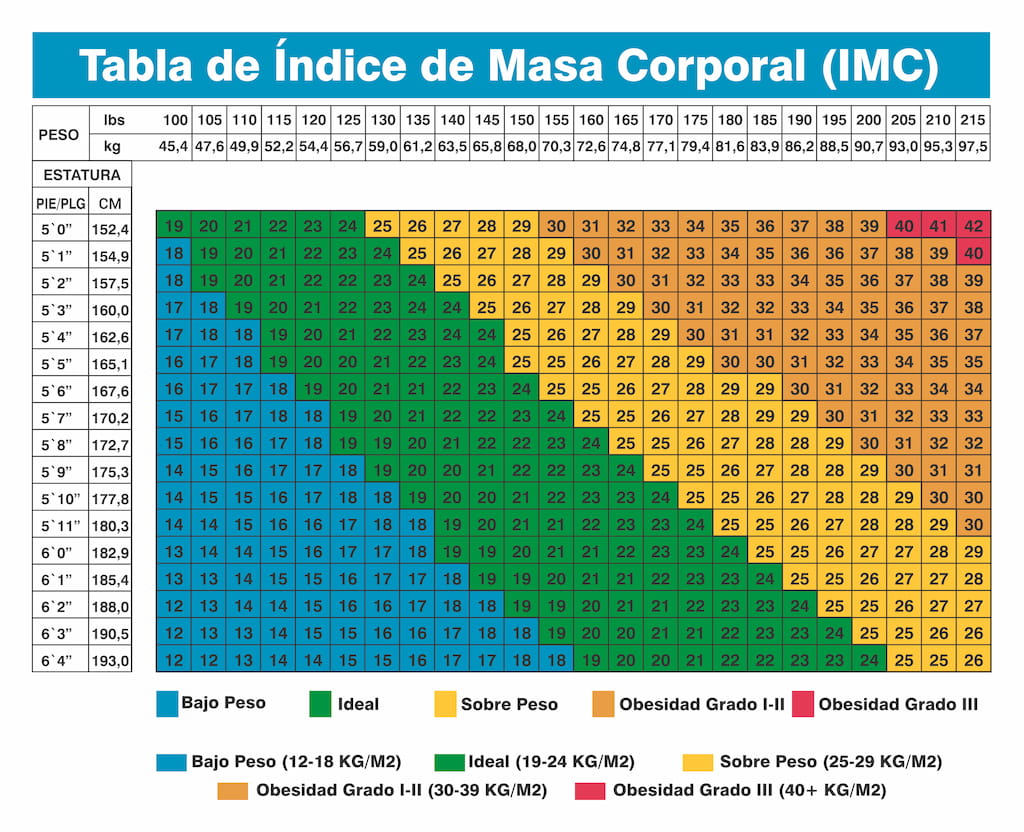 Tabla de Índice de Masa Corporal (IMC)
PESO lbs 100 105 110 115 120 125 130 135 140 145 150 155 160 165 170 175 180 185 190 195 200 205 210 215
kg 45,4 47,6 49,9 52,2 54,4 56,7 59,0 61,2 63,5 65,8 68,0 70,3 72,6 74,8 77,1 79,4 81,6 83,9 86,2 88,5 90,7 93,0 95,3 97,5
ESTATURA
PIE/PLG CM
5`0” 152,4 19 20 21 22 23 24 25 26 27 28 29 30 31 32 33 34 35 36 37 38 39 40 41 42
5`1” 154,9 18 19 20 21 22 23 24 25 26 27 28 29 30 31 32 33 34 35 36 36 37 38 39 40
5`2” 157,5 18 19 20 21 22 22 23 24 25 26 27 28 29 30 31 32 33 33 34 35 36 37 38 39
5`3” 160,0 17 18 19 20 21 22 23 24 24 25 26 27 28 29 30 31 32 32 33 34 35 36 37 38
5`4” 162,6 17 18 18 19 20 21 22 23 24 24 25 26 27 28 29 30 31 31 32 33 34 35 36 37
5`5” 165,1 16 17 18 19 20 20 21 22 23 24 25 25 26 27 28 29 30 30 31 32 33 34 35 35
5`6” 167,6 16 17 17 18 19 20 21 21 22 23 24 25 25 26 27 28 29 29 30 31 32 33 34 34
5`7” 170,2 15 16 17 18 18 19 20 21 22 22 23 24 25 25 26 27 28 29 29 30 31 32 33 33
5`8” 172,7 15 16 16 17 18 19 19 20 21 22 22 23 24 25 25 26 27 28 28 29 30 31 32 32
5`9” 175,3 14 15 16 17 17 18 19 20 20 21 22 22 23 24 25 25 26 27 28 28 29 30 31 31
5`10” 177,8 14 15 15 16 17 18 18 19 20 20 21 22 23 23 24 25 25 26 27 28 28 29 30 30
5`11” 180,3 14 14 15 16 16 17 18 18 19 20 21 21 22 23 23 24 25 25 26 27 28 28 29 30
6`0” 182,9 13 14 14 15 16 17 17 18 19 19 20 21 21 22 23 23 24 25 25 26 27 27 28 29
6`1” 185,4 13 13 14 15 15 16 17 17 18 19 19 20 21 21 22 23 23 24 25 25 26 27 27 28
6`2” 188,0 12 13 14 14 15 16 16 17 18 18 19 19 20 21 21 22 23 23 24 25 25 26 27 27
6`3” 190,5 12 13 13 14 15 15 16 16 17 18 18 19 20 20 21 21 22 23 23 24 25 25 26 26
6`4” 193,0 12 12 13 14 14 15 15 16 17 17 18 18 19 20 20 21 22 22 23 23 24 25 25 26
Bajo Peso Ideal Sobre Peso Obesidad Grado I-II Obesidad Grado III
Bajo Peso (12-18 KG/M2) Ideal (19-24 KG/M2) Sobre Peso (25-29 KG/M2)
Obesidad Grado I-II (30-39 KG/M2) Obesidad Grado III (40+ KG/M2)